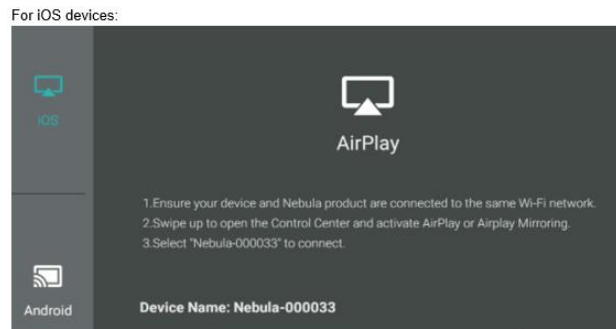 For iOS devices:
iOS
AirPlay
1.Ensure your device and Nebula product are connected to the same Wi-Fi network.
2.Swipe up to open the Control Center and activate AirPlay or Airplay Mirroring.
3.Select "Nebula-000033" to connect.
Android
Device Name: Nebula-000033